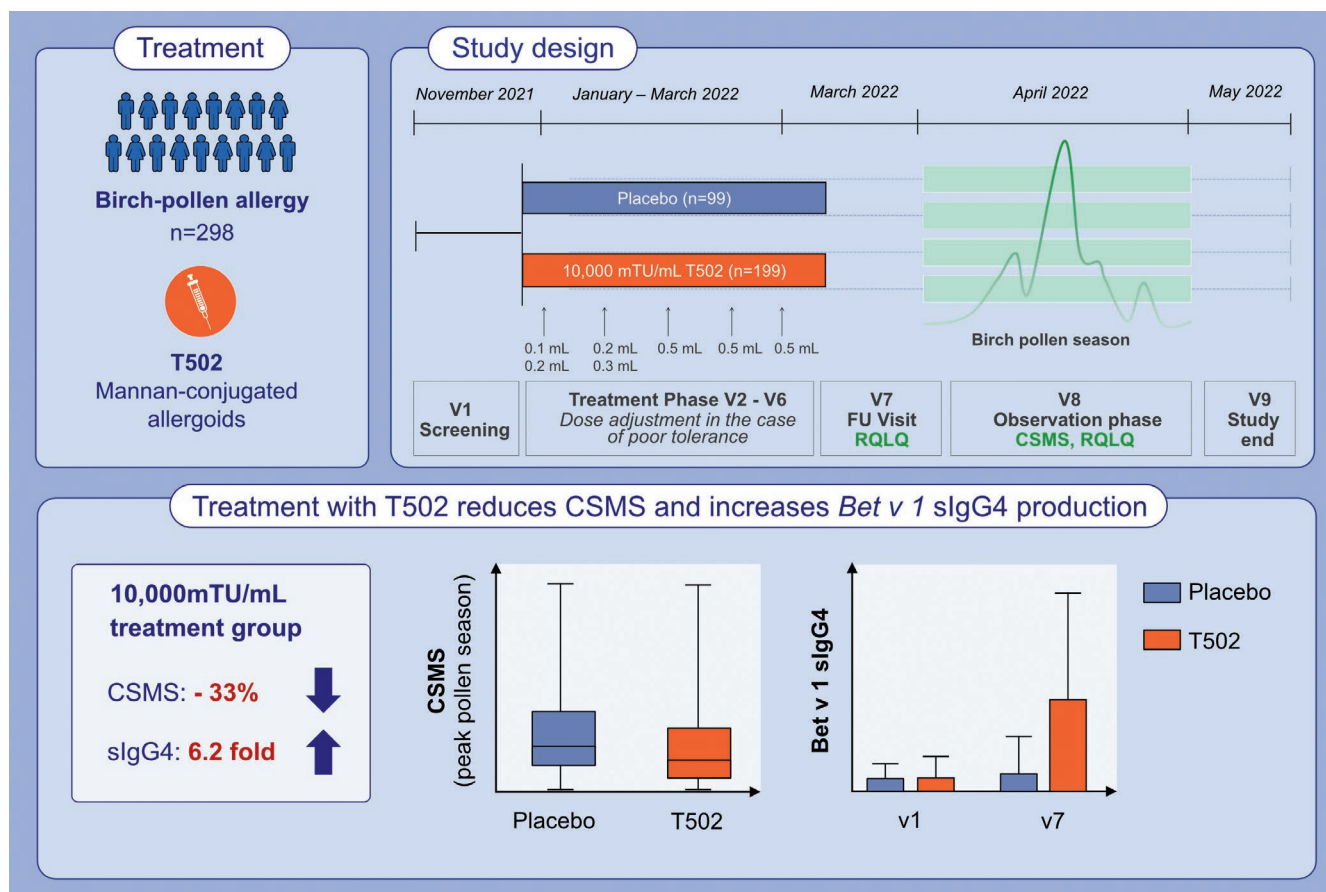 Treatment
Birch-pollen allergy
n=298
T502
Mannan-conjugated
allergoids
Study design
November 2021
January – March 2022
March 2022
April 2022
May 2022
Placebo (n=99)
10,000 mTU/mL T502 (n=199)
0.1 mL
0.2 mL
0.2 mL
0.3 mL
0.5 mL
0.5 mL
0.5 mL
Birch pollen season
V1
Screening
Treatment Phase V2 - V6
Dose adjustment in the case
of poor tolerance
V7
FU Visit
RQLQ
V8
Observation phase
CSMS, RQLQ
V9
Study
end
Treatment with T502 reduces CSMS and increases Bet v 1 sIgG4 production
10,000mTU/mL
treatment group
CSMS: - 33%
sIgG4: 6.2 fold
CSMS
(peak pollen season)
Placebo
T502
Bet v 1 sIgG4
v1
v7
Placebo
T502